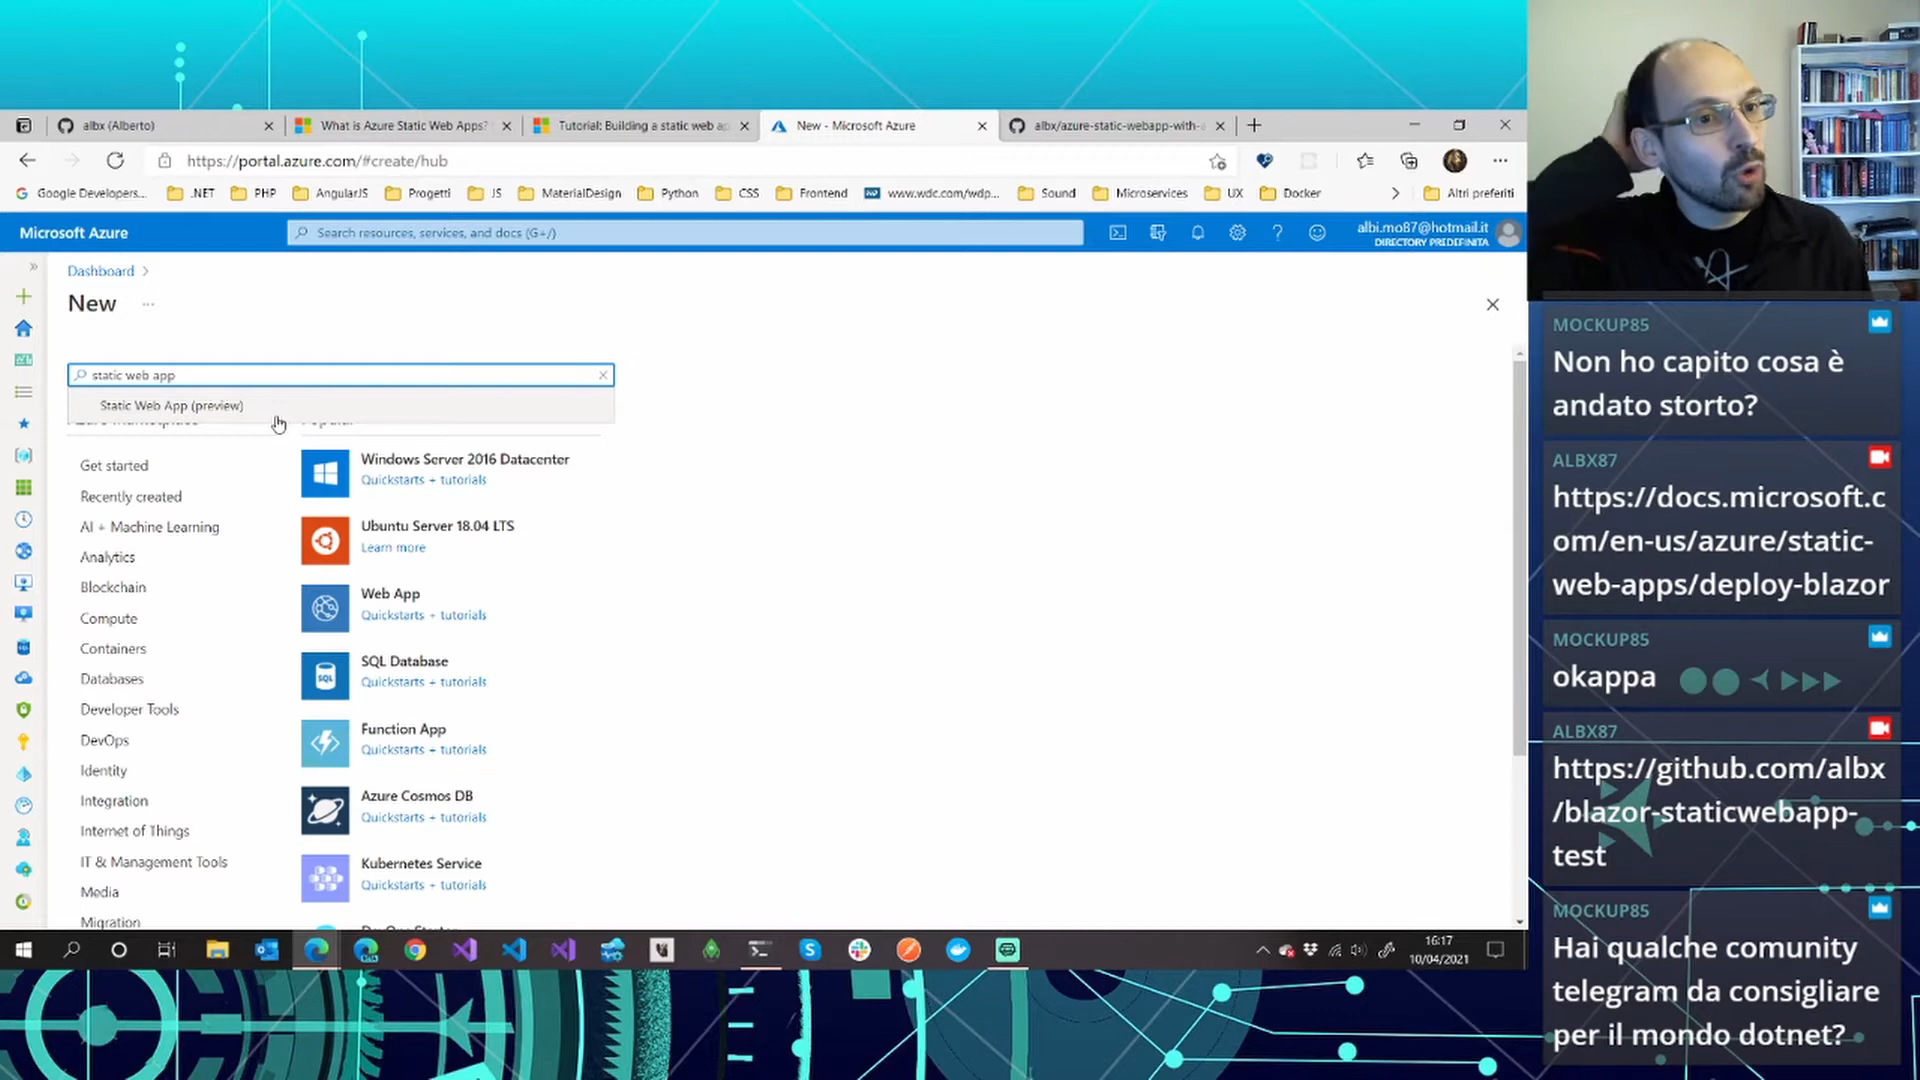 albx (Alberto)
What is Azure Static Web Apps?
Tutorial: Building a static web ap
New - Microsoft Azure
albx/azure-static-webapp-with-
https://portal.azure.com/#create/hub
Google Developers...
.NET
PHP
AngularJS
Progetti
JS
MaterialDesign
Python
CSS
Frontend
www.wdc.com/wdp...
Sound
Microservices
UX
Docker
Altri preferiti
Microsoft Azure
Search resources, services, and docs (G+/)
albi.mo87@hotmail.it
DIRECTORY PREDEFINITA
Dashboard
New
static web app
Static Web App (preview)
Azure Marketplace
Popular
Get started
Recently created
AI + Machine Learning
Analytics
Blockchain
Compute
Containers
Databases
Developer Tools
DevOps
Identity
Integration
Internet of Things
IT & Management Tools
Media
Migration
Windows Server 2016 Datacenter
Quickstarts + tutorials
Ubuntu Server 18.04 LTS
Learn more
Web App
Quickstarts + tutorials
SQL
SQL Database
Quickstarts + tutorials
Function App
Quickstarts + tutorials
Azure Cosmos DB
Quickstarts + tutorials
Kubernetes Service
Quickstarts + tutorials
16:17
10/04/2021
MOCKUP85
Non ho capito cosa è
andato storto?
ALBX87
https://docs.microsoft.c
om/en-us/azure/static-
web-apps/deploy-blazor
MOCKUP85
okappa
ALBX87
https://github.com/albx
/blazor-staticwebapp-
test
MOCKUP85
Hai qualche comunity
telegram da consigliare
per il mondo dotnet?